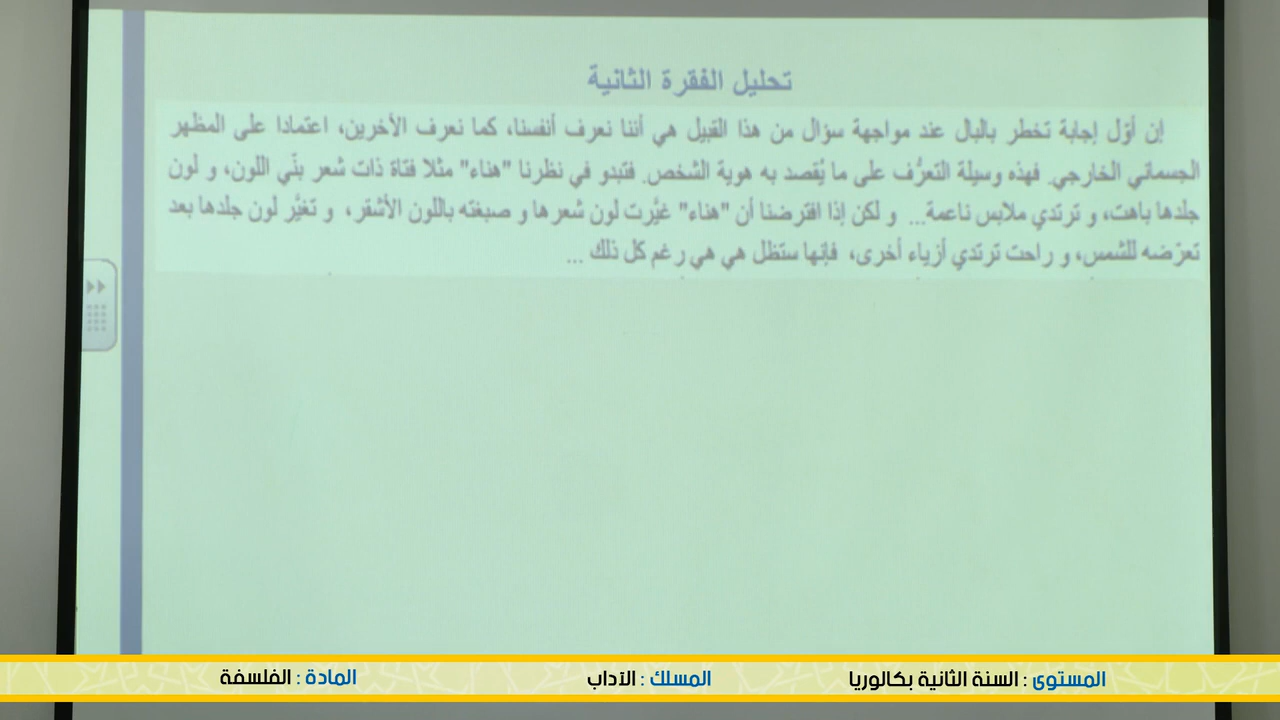 تحليل الفقرة الثانية
إن أوّل إجابة تخطر بالبال عند مواجهة سؤال من هذا القبيل هي أننا نعرف أنفسنا، كما نعرف الآخرين، اعتمادا على المظهر
الجسماني الخارجي. فهذه وسيلة التعرُّف على ما يُقصد به هوية الشخص. فتبدو في نظرنا "هناء" مثلا فتاة ذات شعر بنّي اللون، و لون
جلدها باهت، و ترتدي ملابس ناعمة... و لكن إذا افترضنا أن "هناء" غيَّرت لون شعرها و صبغته باللون الأشقر، و تغيَّر لون جلدها بعد
تعرّضه للشمس، و راحت ترتدي أزياء أخرى، فإنها ستظل هي هي رغم كل ذلك ...
المستوى : السنة الثانية بكالوريا المسلك : الآداب المادة : الفلسفة